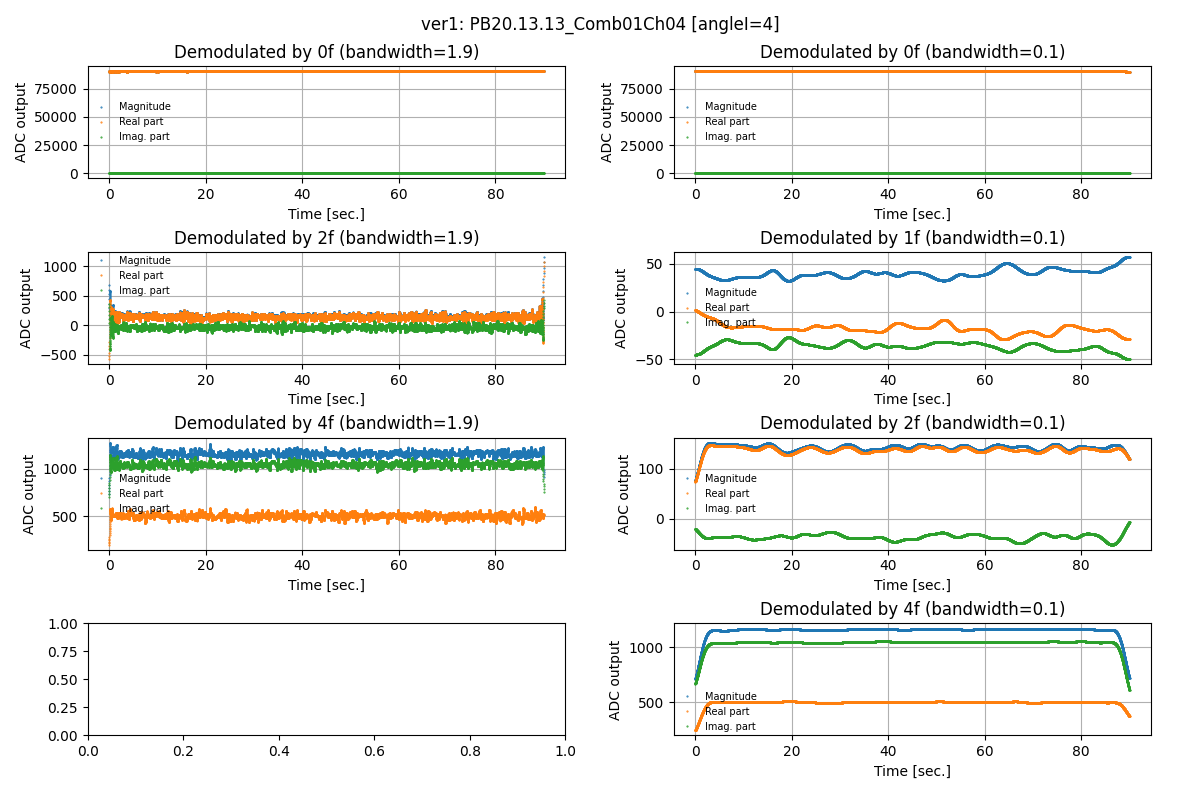 ver1: PB20.13.13_Comb01Ch04 [angleI=4]
Demodulated by 0f (bandwidth=1.9)
ADC output
75000
50000
25000
0
Magnitude
Real part
Imag. part
0 20 40 60 80
Time [sec.]
Demodulated by 0f (bandwidth=0.1)
ADC output
75000
50000
25000
0
Magnitude
Real part
Imag. part
0 20 40 60 80
Time [sec.]
Demodulated by 2f (bandwidth=1.9)
ADC output
1000
500
0
−500
Magnitude
Real part
Imag. part
0 20 40 60 80
Time [sec.]
Demodulated by 1f (bandwidth=0.1)
ADC output
50
0
−50
Magnitude
Real part
Imag. part
0 20 40 60 80
Time [sec.]
Demodulated by 4f (bandwidth=1.9)
ADC output
1000
500
Magnitude
Real part
Imag. part
0 20 40 60 80
Time [sec.]
Demodulated by 2f (bandwidth=0.1)
ADC output
100
0
Magnitude
Real part
Imag. part
0 20 40 60 80
Time [sec.]
1.00
0.75
0.50
0.25
0.00
0.0 0.2 0.4 0.6 0.8 1.0
Demodulated by 4f (bandwidth=0.1)
ADC output
1000
500
Magnitude
Real part
Imag. part
0 20 40 60 80
Time [sec.]